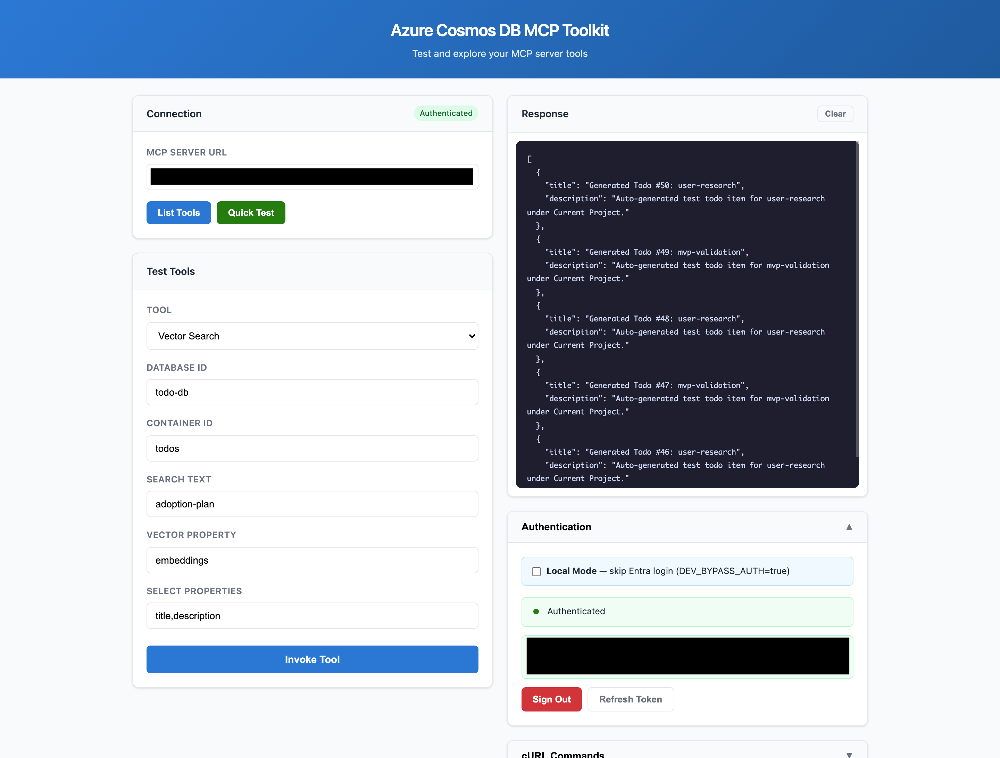 Azure Cosmos DB MCP Toolkit
Test and explore your MCP server tools
Connection
Authenticated
MCP SERVER URL
List Tools
Quick Test
Test Tools
TOOL
Vector Search
DATABASE ID
todo-db
CONTAINER ID
todos
SEARCH TEXT
adoption-plan
VECTOR PROPERTY
embeddings
SELECT PROPERTIES
title,description
Invoke Tool
Response
Clear
[
  {
    "title": "Generated Todo #50: user-research",
    "description": "Auto-generated test todo item for user-research
under Current Project."
  },
  {
    "title": "Generated Todo #49: mvp-validation",
    "description": "Auto-generated test todo item for mvp-validation
under Current Project."
  },
  {
    "title": "Generated Todo #48: user-research",
    "description": "Auto-generated test todo item for user-research
under Current Project."
  },
  {
    "title": "Generated Todo #47: mvp-validation",
    "description": "Auto-generated test todo item for mvp-validation
under Current Project."
  },
  {
    "title": "Generated Todo #46: user-research",
    "description": "Auto-generated test todo item for user-research
under Current Project."
Authentication
Local Mode — skip Entra login (DEV_BYPASS_AUTH=true)
Authenticated
Sign Out
Refresh Token
cURL Commands